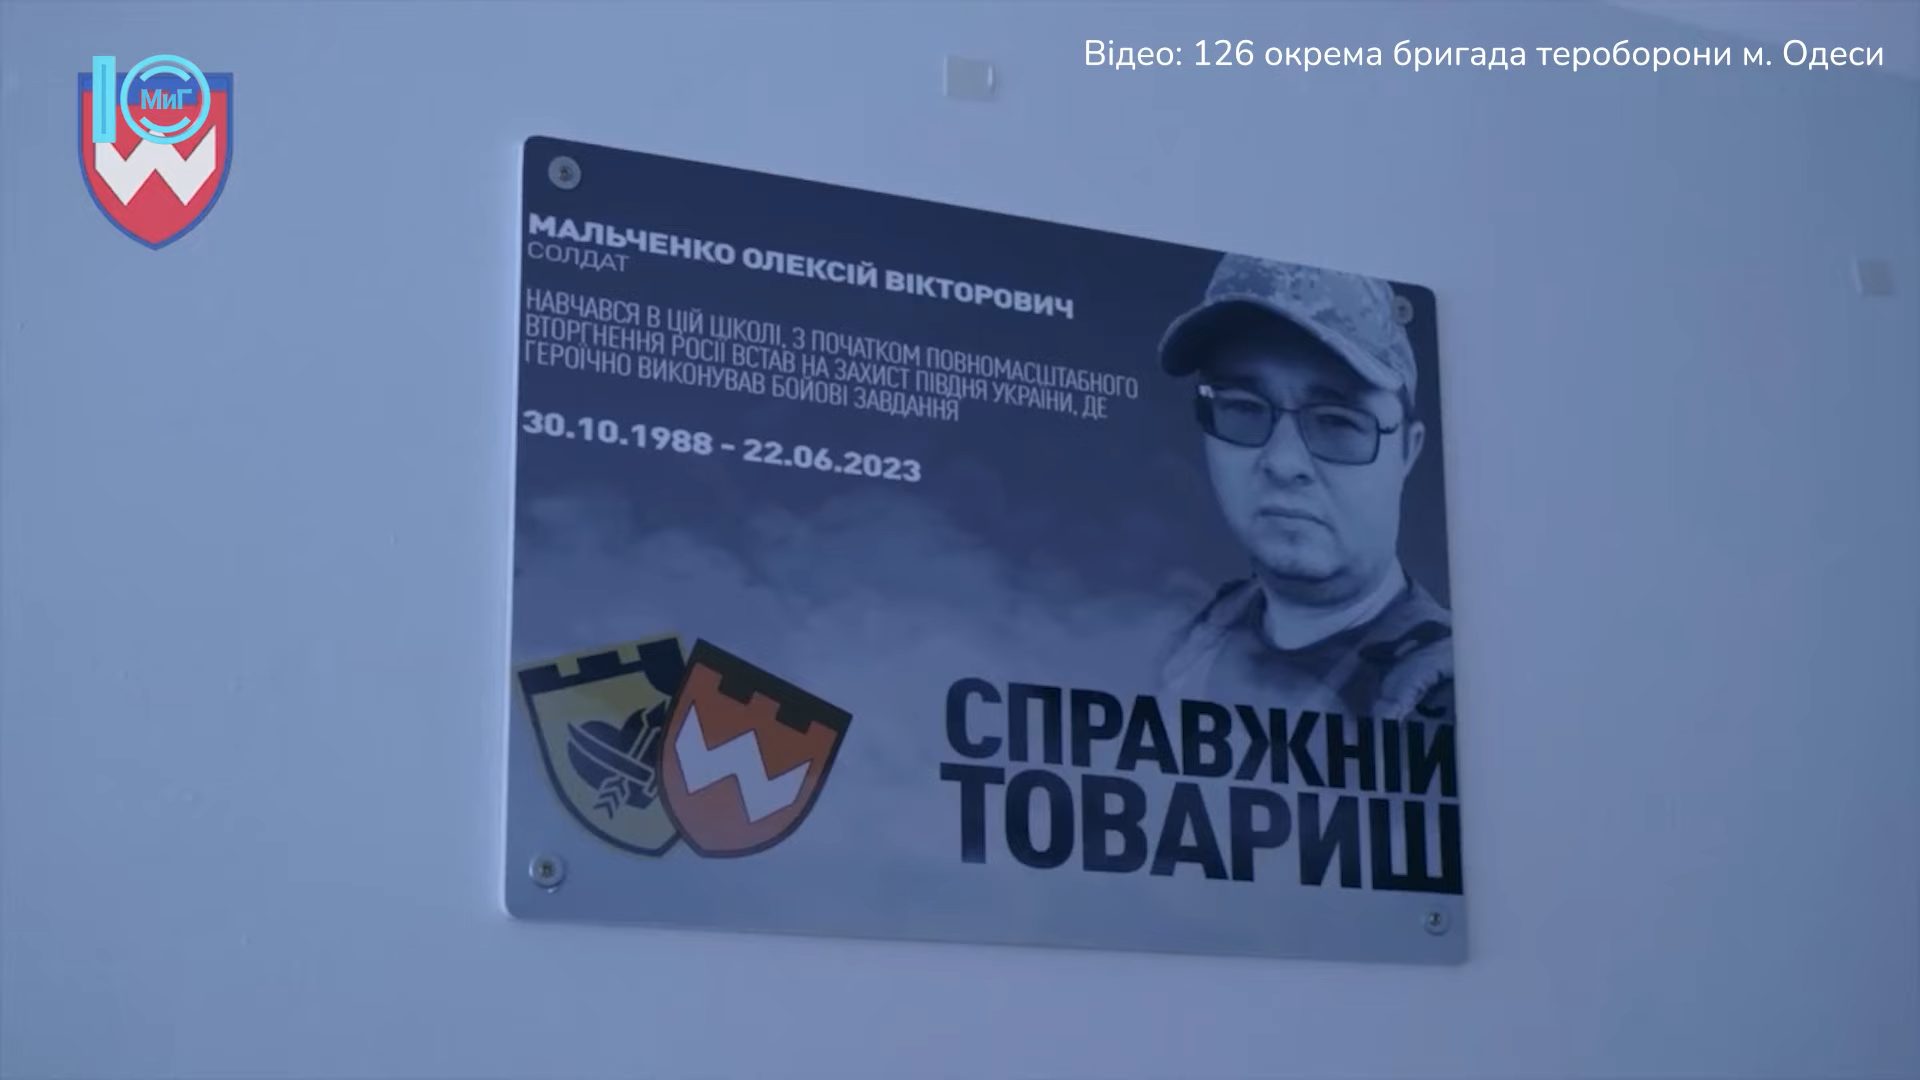 Відео: 126 окрема бригада тероборони м. Одеси
МиГ
МАЛЬЧЕНКО ОЛЕКСІЙ ВІКТОРОВИЧ
СОЛДАТ
НАВЧАВСЯ В ЦІЙ ШКОЛІ, З ПОЧАТКОМ ПОВНОМАСШТАБНОГО
ВТОРГНЕННЯ РОСІЇ ВСТАВ НА ЗАХИСТ ПІВДНЯ УКРАЇНИ, ДЕ
ГЕРОЇЧНО ВИКОНУВАВ БОЙОВІ ЗАВДАННЯ
30.10.1988 – 22.06.2023
СПРАВЖНІЙ
ТОВАРИШ